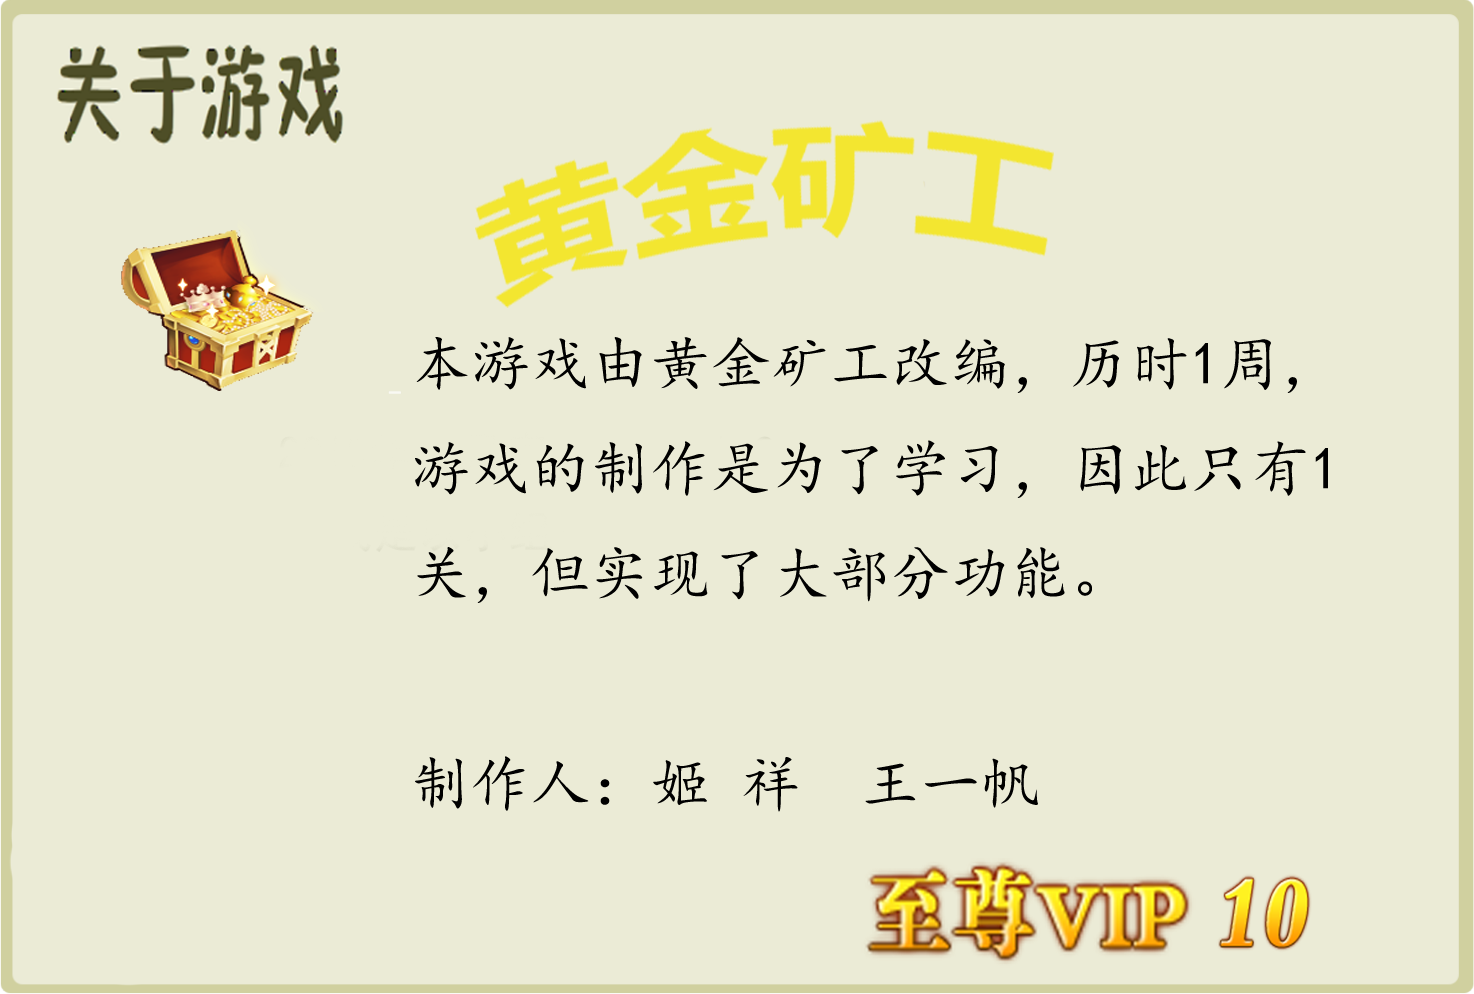 关于游戏
黄金矿工
本游戏由黄金矿工改编，历时1周，
游戏的制作是为了学习，因此只有1
关，但实现了大部分功能。
制作人：姬 祥 王一帆
至尊VIP 10